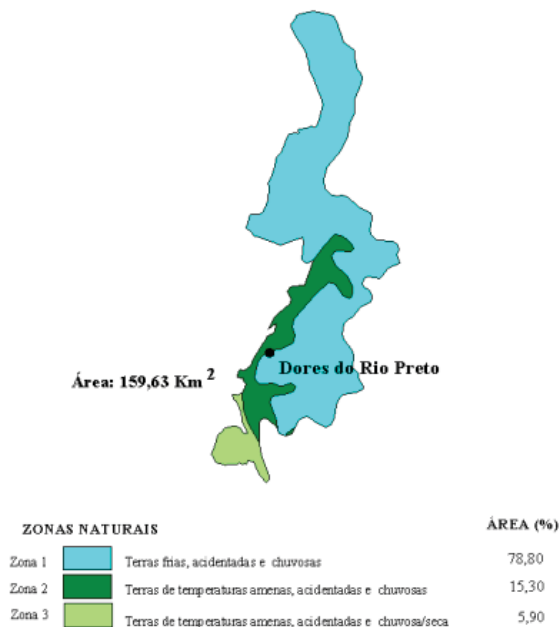 Dores do Rio Preto
Área: 159,63 Km 2
ZONAS NATURAIS ÁREA (%)
Zona 1 Terras frias, acidentadas e chuvosas 78,80
Zona 2 Terras de temperaturas amenas, acidentadas e chuvosas 15,30
Zona 3 Terras de temperaturas amenas, acidentadas e chuvosa/seca 5,90